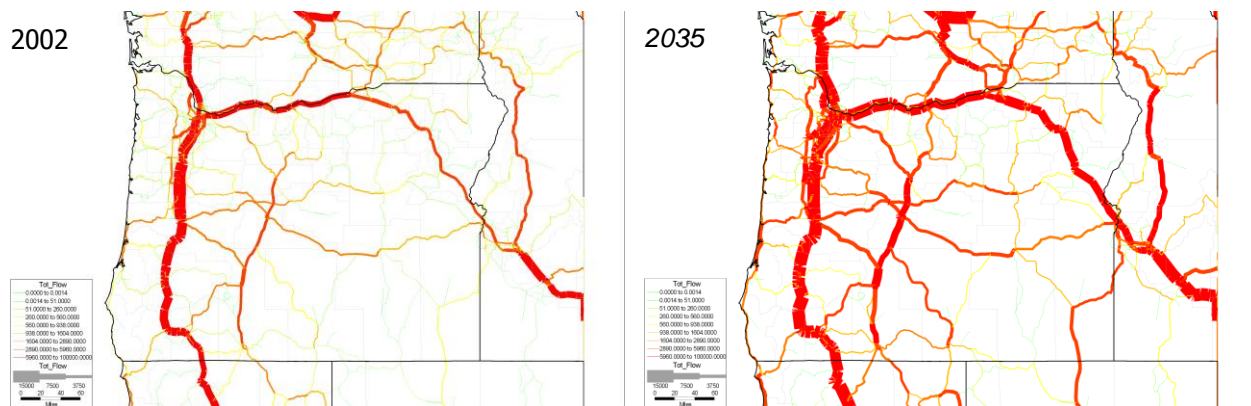 2002
Tot_Flow
0.0000 to 0.0014
0.0014 to 51.0000
51.0000 to 260.0000
260.0000 to 560.0000
560.0000 to 938.0000
938.0000 to 1604.0000
1604.0000 to 2890.0000
2890.0000 to 5960.0000
5960.0000 to 100000.0000
Tot_Flow
15000 7500 3750
0 20 40 60
Miles
2035
Tot_Flow
0.0000 to 0.0014
0.0014 to 51.0000
51.0000 to 260.0000
260.0000 to 560.0000
560.0000 to 938.0000
938.0000 to 1604.0000
1604.0000 to 2890.0000
2890.0000 to 5960.0000
5960.0000 to 100000.0000
Tot_Flow
15000 7500 3750
0 20 40 60
Miles